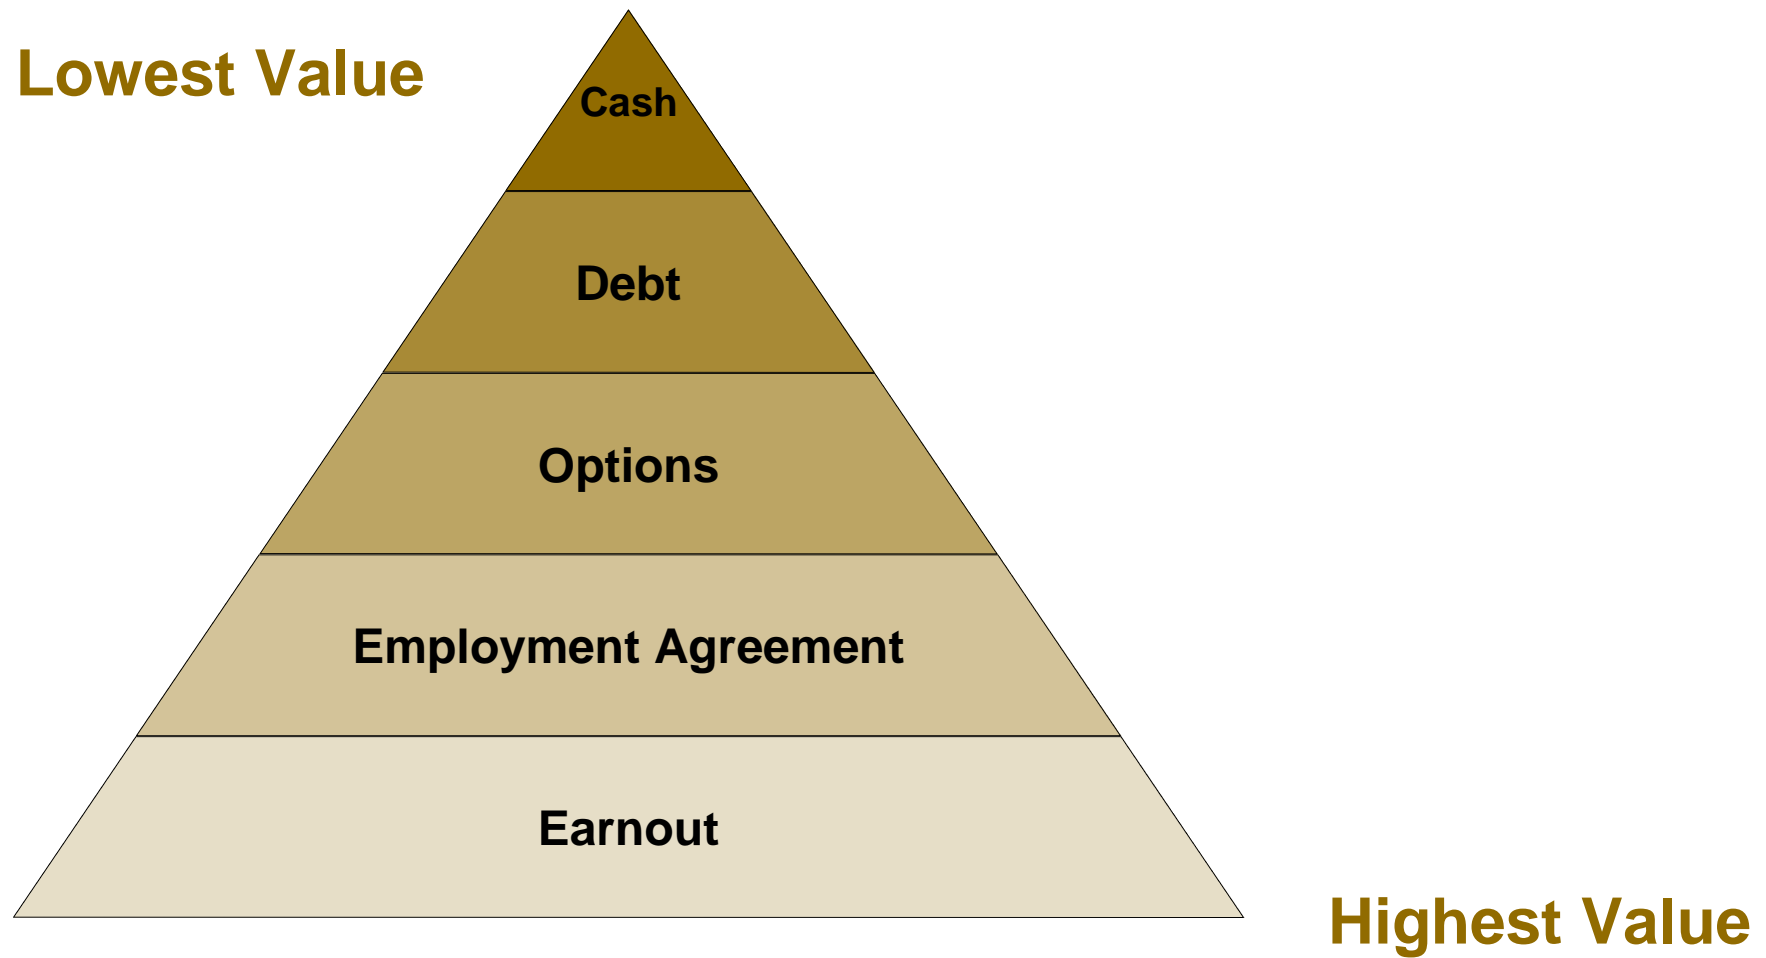 Lowest Value
Cash
Debt
Options
Employment Agreement
Earnout
Highest Value